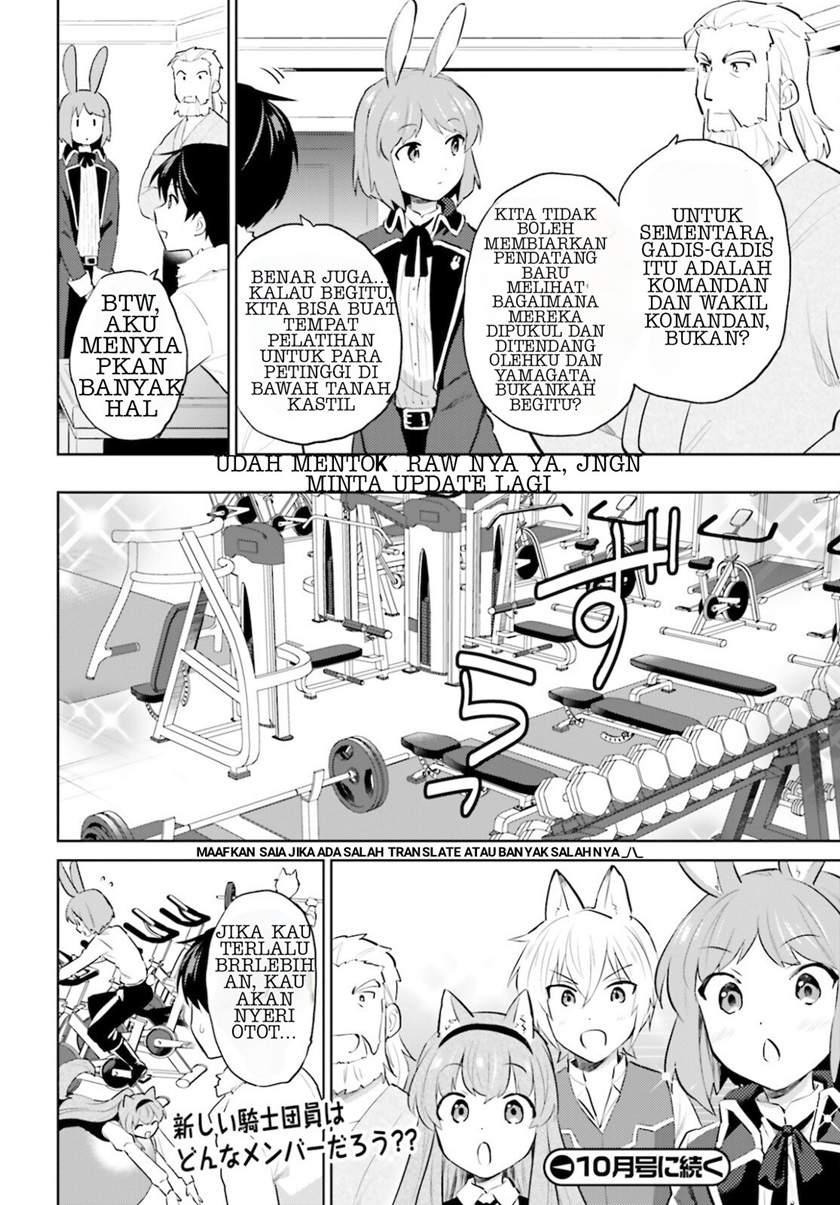 UNTUK
SEMENTARA,
GADIS-GADIS
ITU ADALAH
KOMANDAN
DAN WAKIL
KOMANDAN,
BUKAN?
KITA TIDAK
BOLEH
MEMBIARKAN
PENDATANG
BARU
MELIHAT
BAGAIMANA
MEREKA
DIPUKUL DAN
DITENDANG
OLEHKU DAN
YAMAGATA,
BUKANKAH
BEGITU?
BENAR JUGA...
KALAU BEGITU,
KITA BISA BUAT
TEMPAT
PELATIHAN
UNTUK PARA
PETINGGI DI
BAWAH TANAH
KASTIL
BTW,
AKU
MENYIA
PKAN
BANYAK
HAL
UDAH MENTOK RAW NYA YA, JNGN
MINTA UPDATE LAGI
ずらっ
MAAFKAN SAIA JIKA ADA SALAH TRANSLATE ATAU BANYAK SALAH NYA _/\_
JIKA KAU
TERLALU
BRRLEBIH
AN, KAU
AKAN
NYERI
OTOT...
新しい騎士団員は
どんなメンバーだろう??
10月号に続く